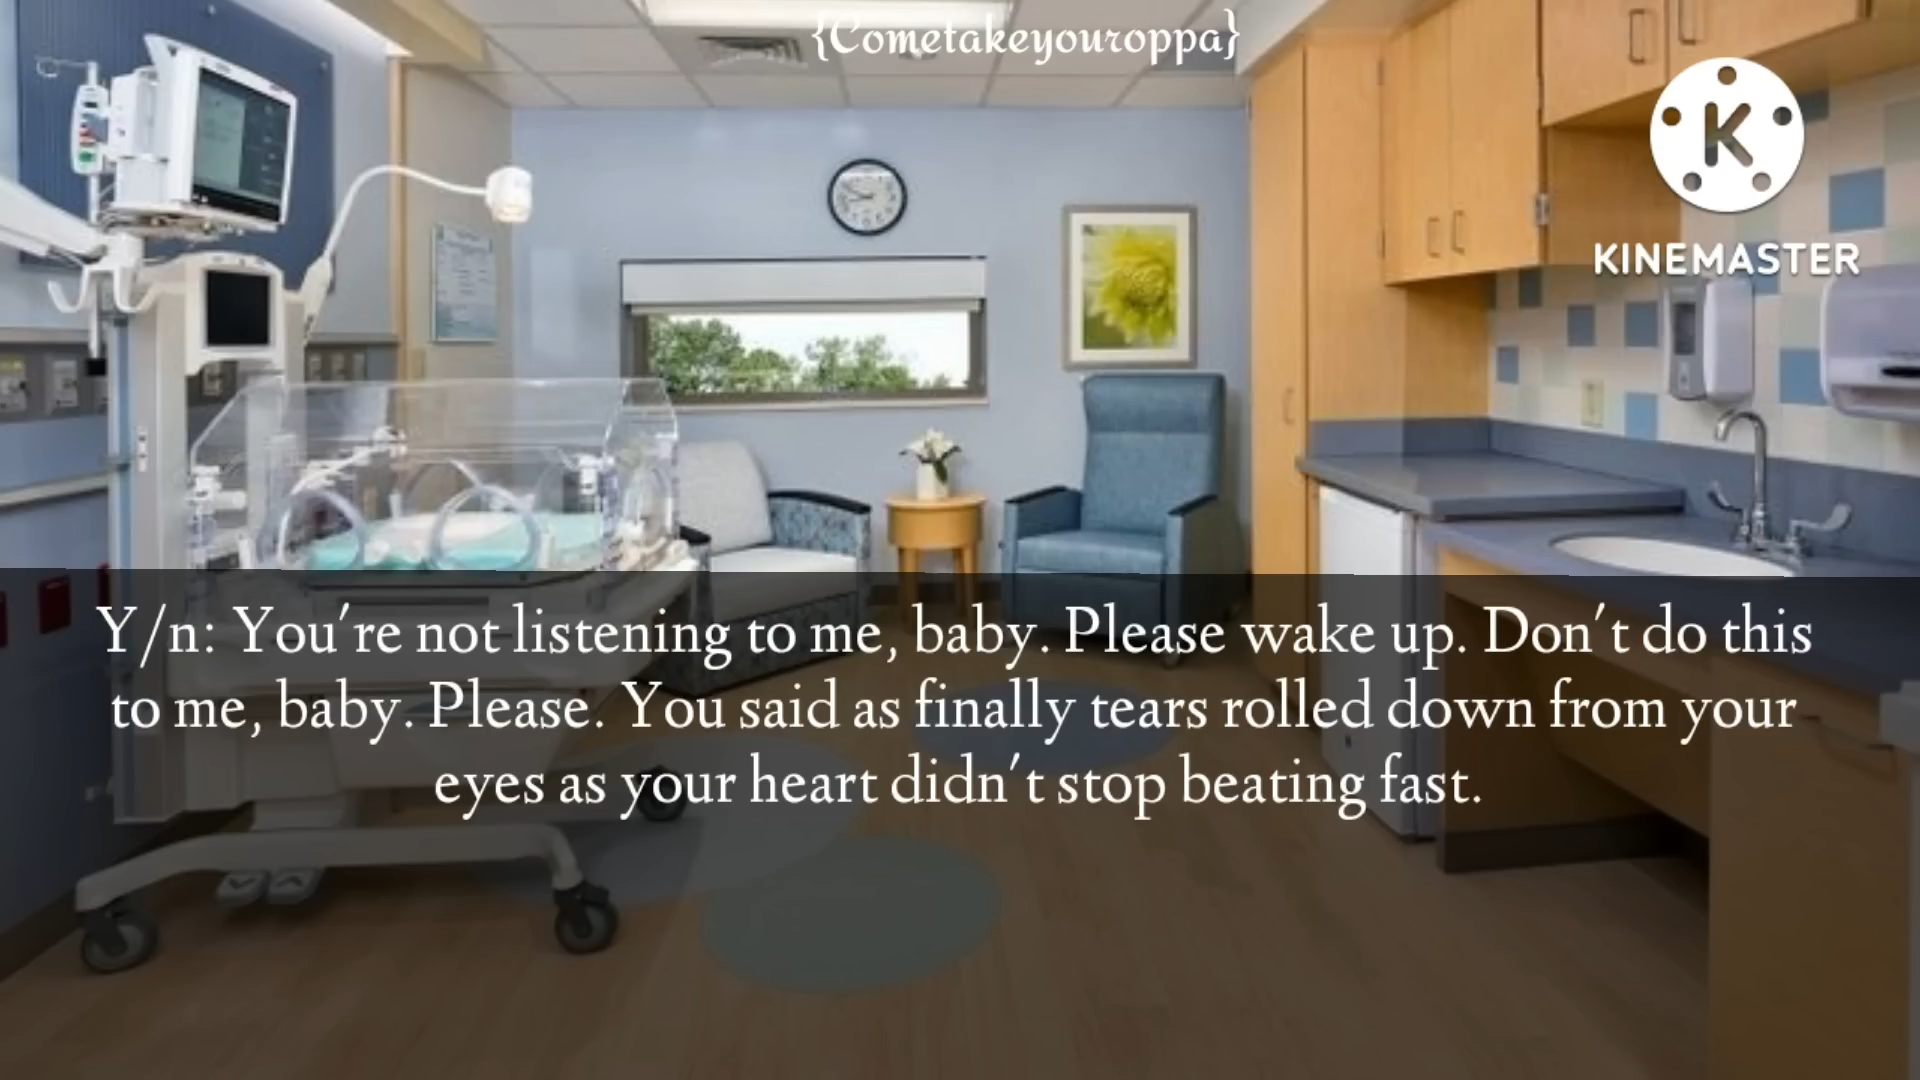 {Cometakeyouroppa}
K
KINEMASTER
Y/n: You're not listening to me, baby. Please wake up. Don't do this
to me, baby. Please. You said as finally tears rolled down from your
eyes as your heart didn't stop beating fast.